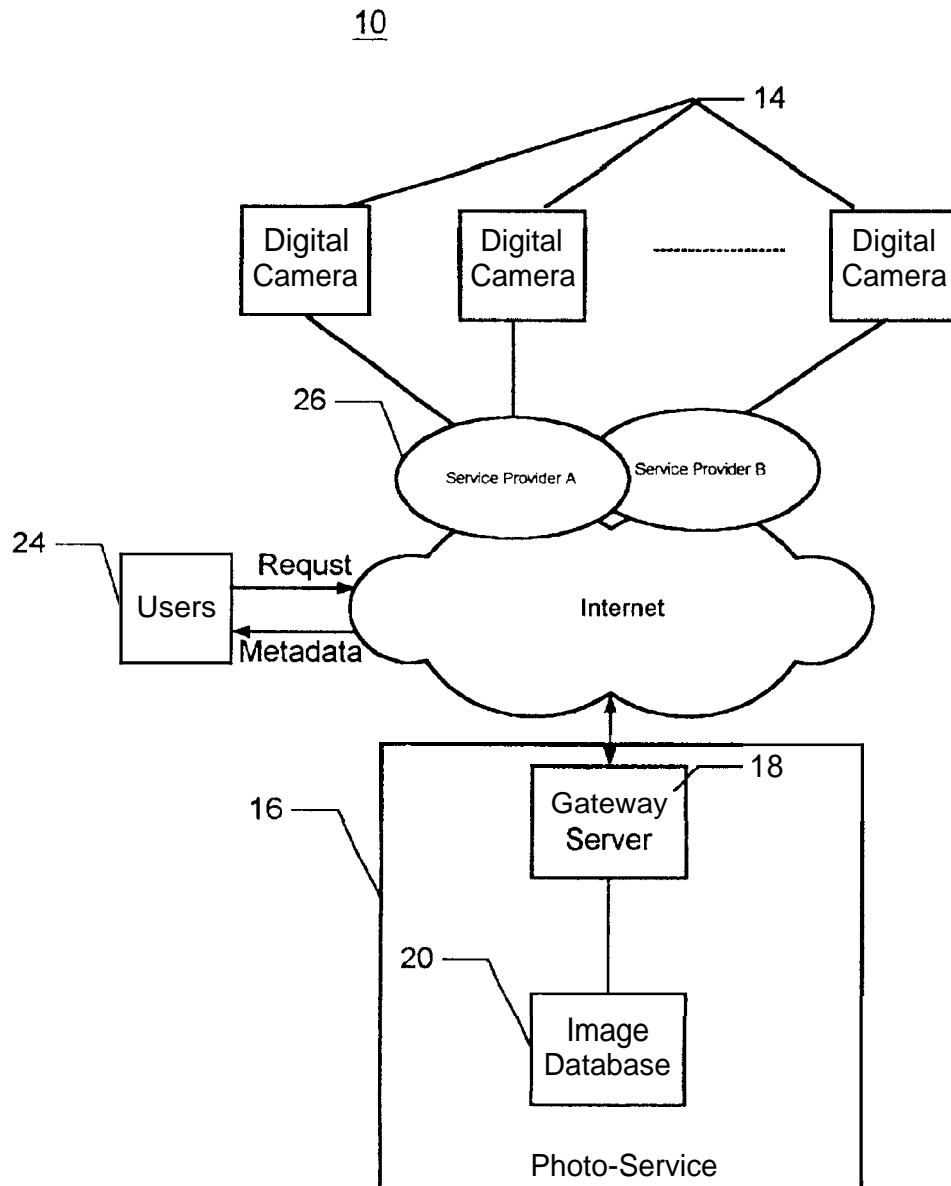 10
14
Digital
Camera
Digital
Camera
Digital
Camera
26
Service Provider A
Service Provider B
24
Users
Requst
Metadata
Internet
18
Gateway
Server
16
20
Image
Database
Photo-Service